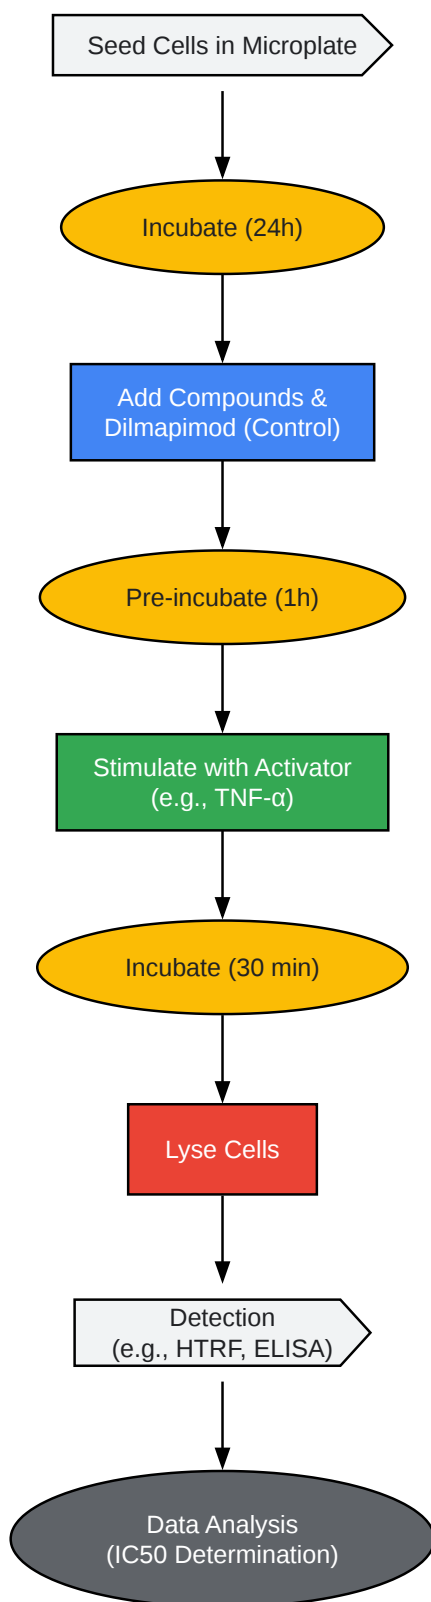 Seed Cells in Microplate
Incubate (24h)
Add Compounds &
Dilmapimod (Control)
Pre-incubate (1h)
Stimulate with Activator
(e.g., TNF-α)
Incubate (30 min)
Lyse Cells
Detection
(e.g., HTRF, ELISA)
Data Analysis
(IC50 Determination)